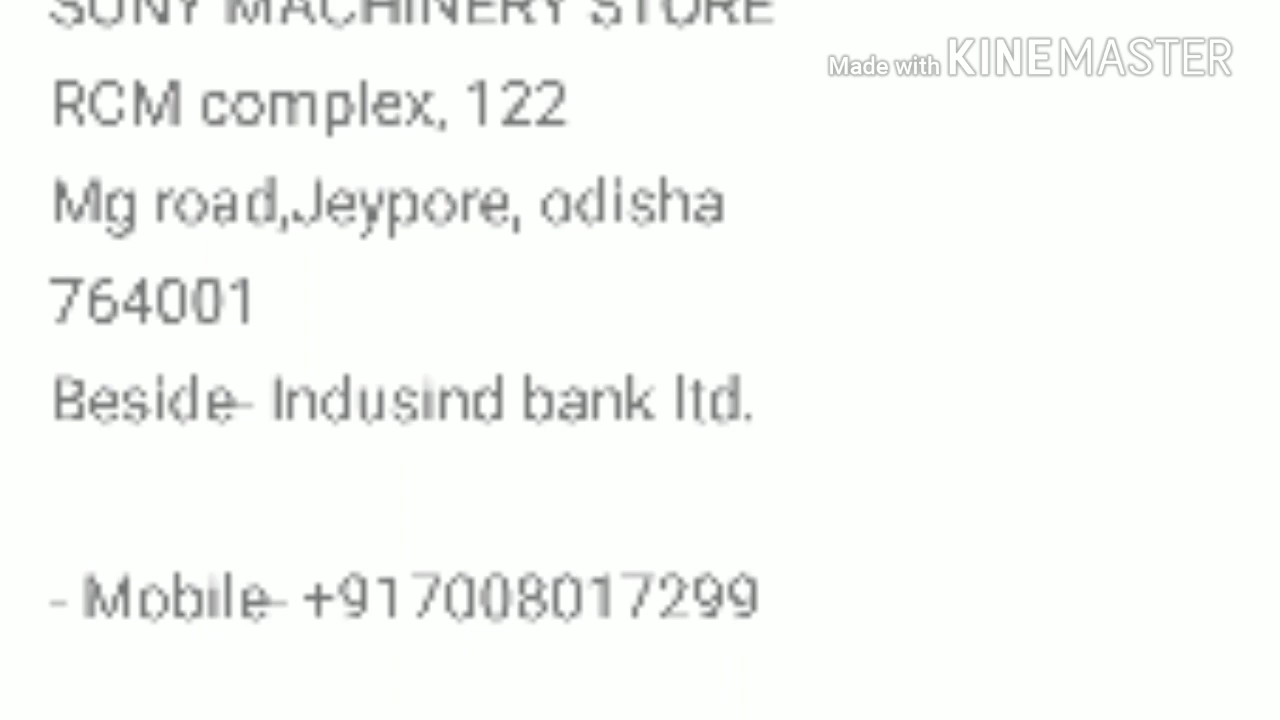 SONY MACHINERY STORE
Made with KINEMASTER
RCM complex, 122
Mg road,Jeypore, odisha
764001
Beside- Indusind bank ltd.
- Mobile- +917008017299